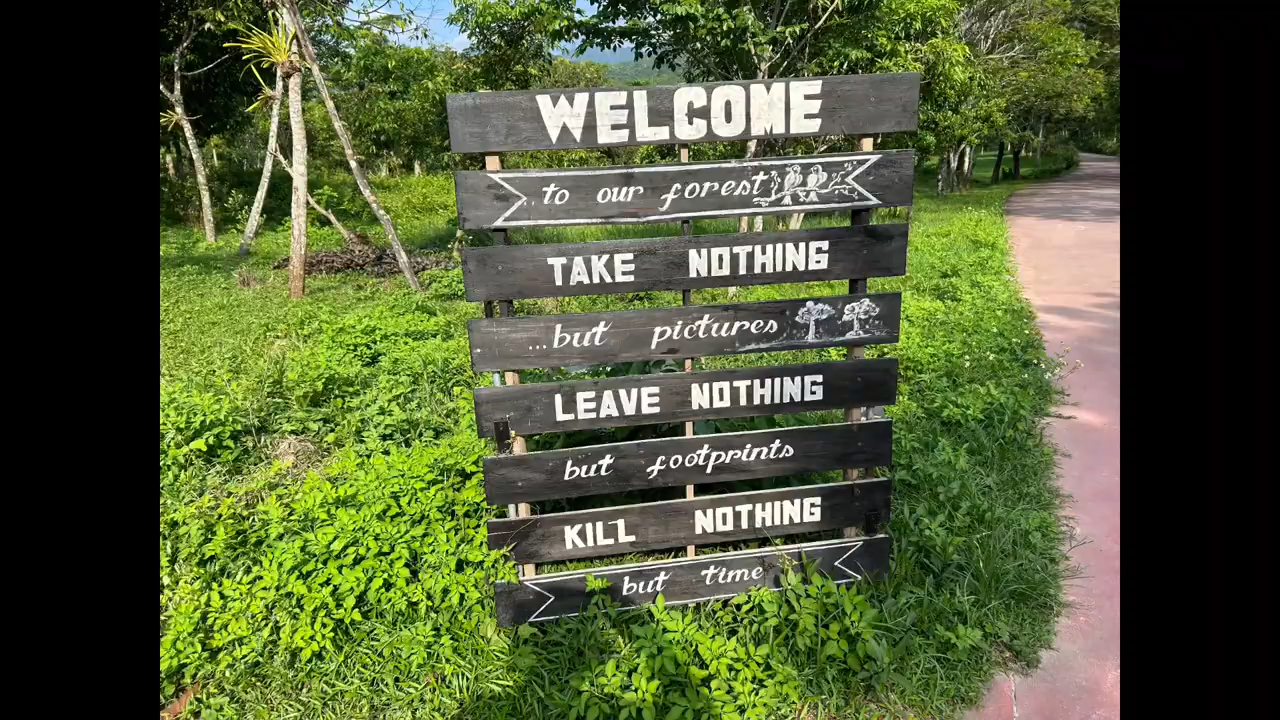 WELCOME
..to our forest
TAKE NOTHING
...but pictures
LEAVE NOTHING
but footprints
KILL NOTHING
but time